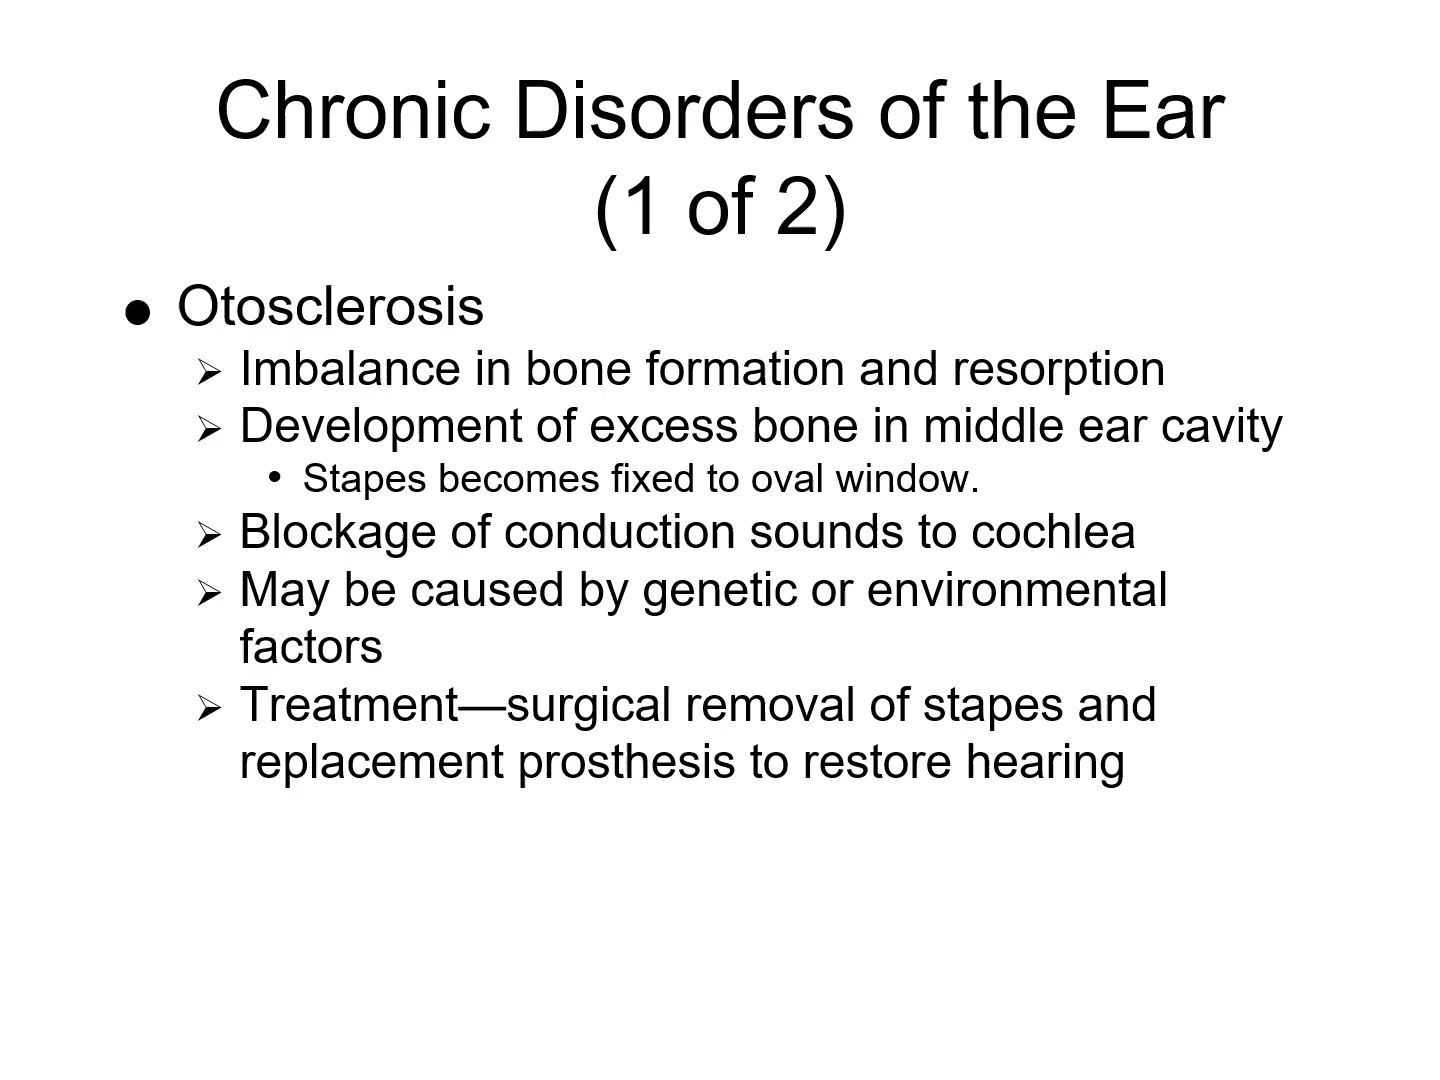 Chronic Disorders of the Ear
(1 of 2)
● Otosclerosis
➢ Imbalance in bone formation and resorption
➢ Development of excess bone in middle ear cavity
• Stapes becomes fixed to oval window.
➢ Blockage of conduction sounds to cochlea
➢ May be caused by genetic or environmental
factors
➢ Treatment—surgical removal of stapes and
replacement prosthesis to restore hearing